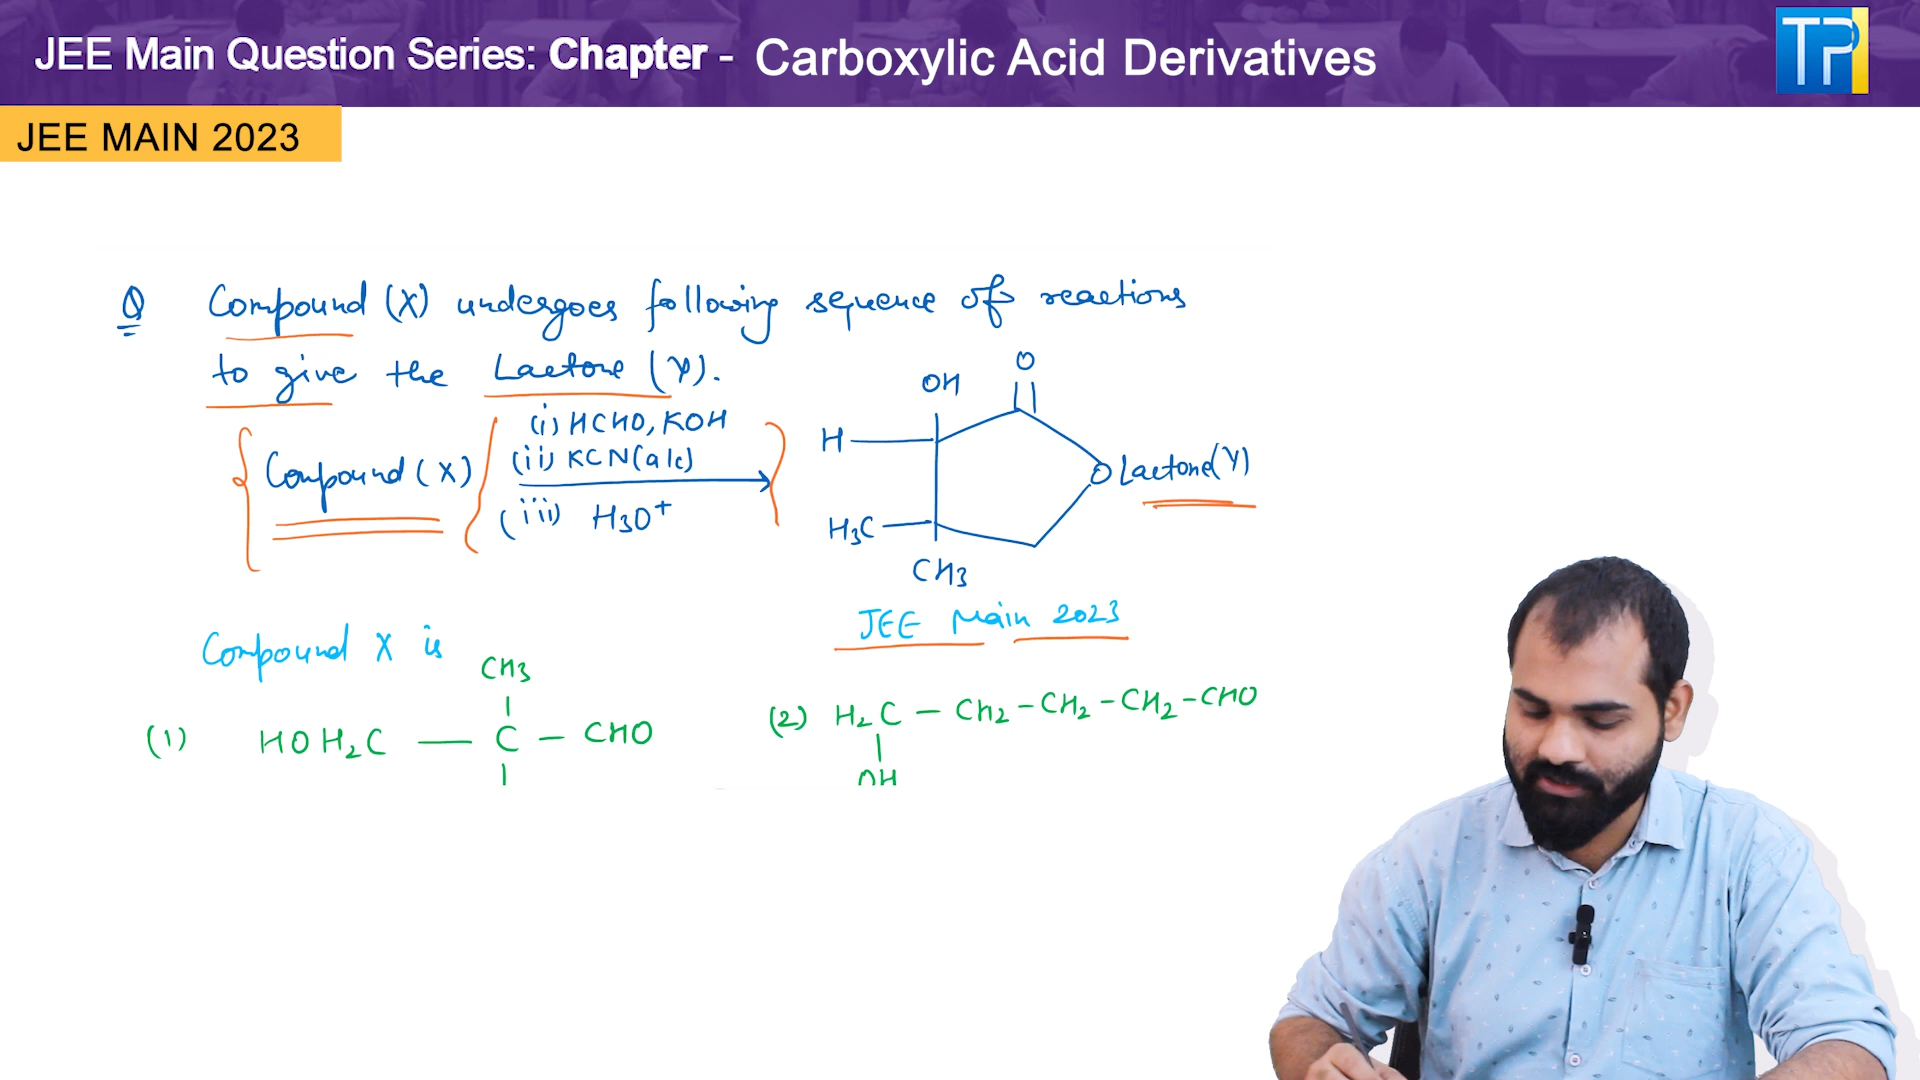 JEE Main Question Series: Chapter - Carboxylic Acid Derivatives
TP
JEE MAIN 2023
Q Compound (X) undergoes following sequence of reactions
to give the Lactone (Y).
Compound (X)
(i) HCHO, KOH
(ii) KCN(alc)
(iii) H3O+
OH
O
H
O Lactone(Y)
H3C
CH3
JEE Main 2023
Compound X is
CH3
(1) HOH2C — C — CHO
(2) H2C — CH2 - CH2 - CH2 - CHO
OH